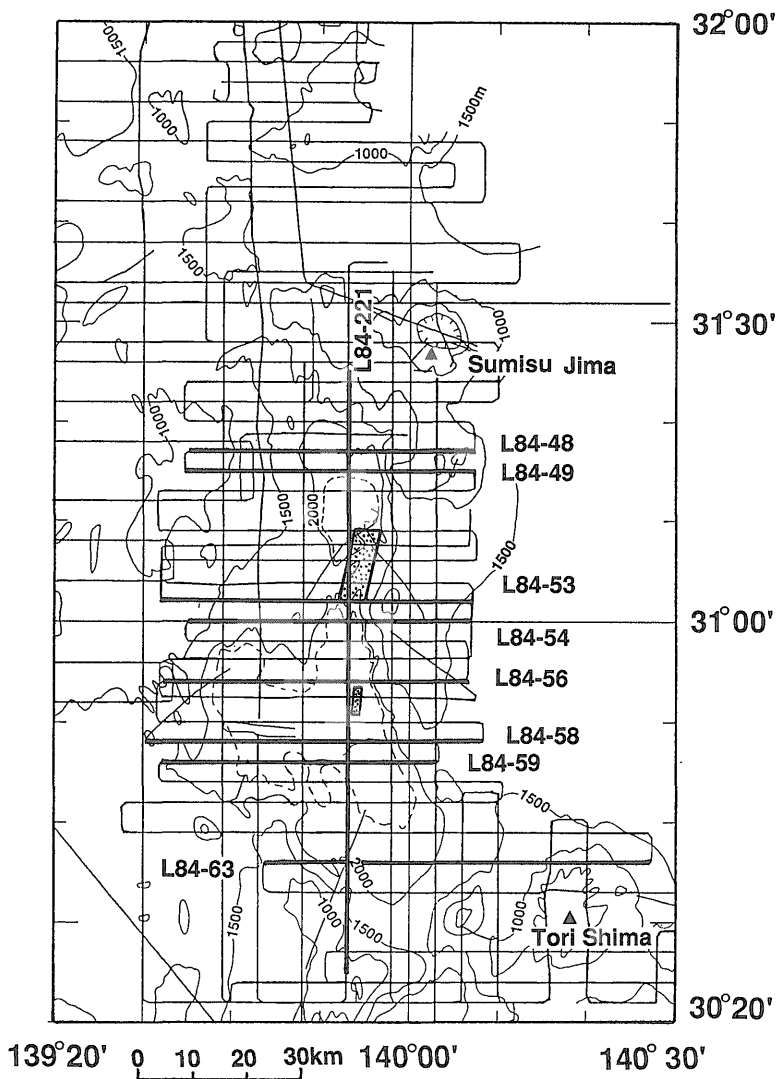 32°00'
1500
1000
1500m
1000
1500
L84-221
1000
31°30'
Sumisu Jima
1000
L84-48
L84-49
1500
2000
1500
L84-53
31°00'
L84-54
L84-56
L84-58
L84-59
1500
L84-63
2000
1000
1500
1500
1000
Tori Shima
30°20'
139°20'
0 10 20 30km
140°00'
140°30'